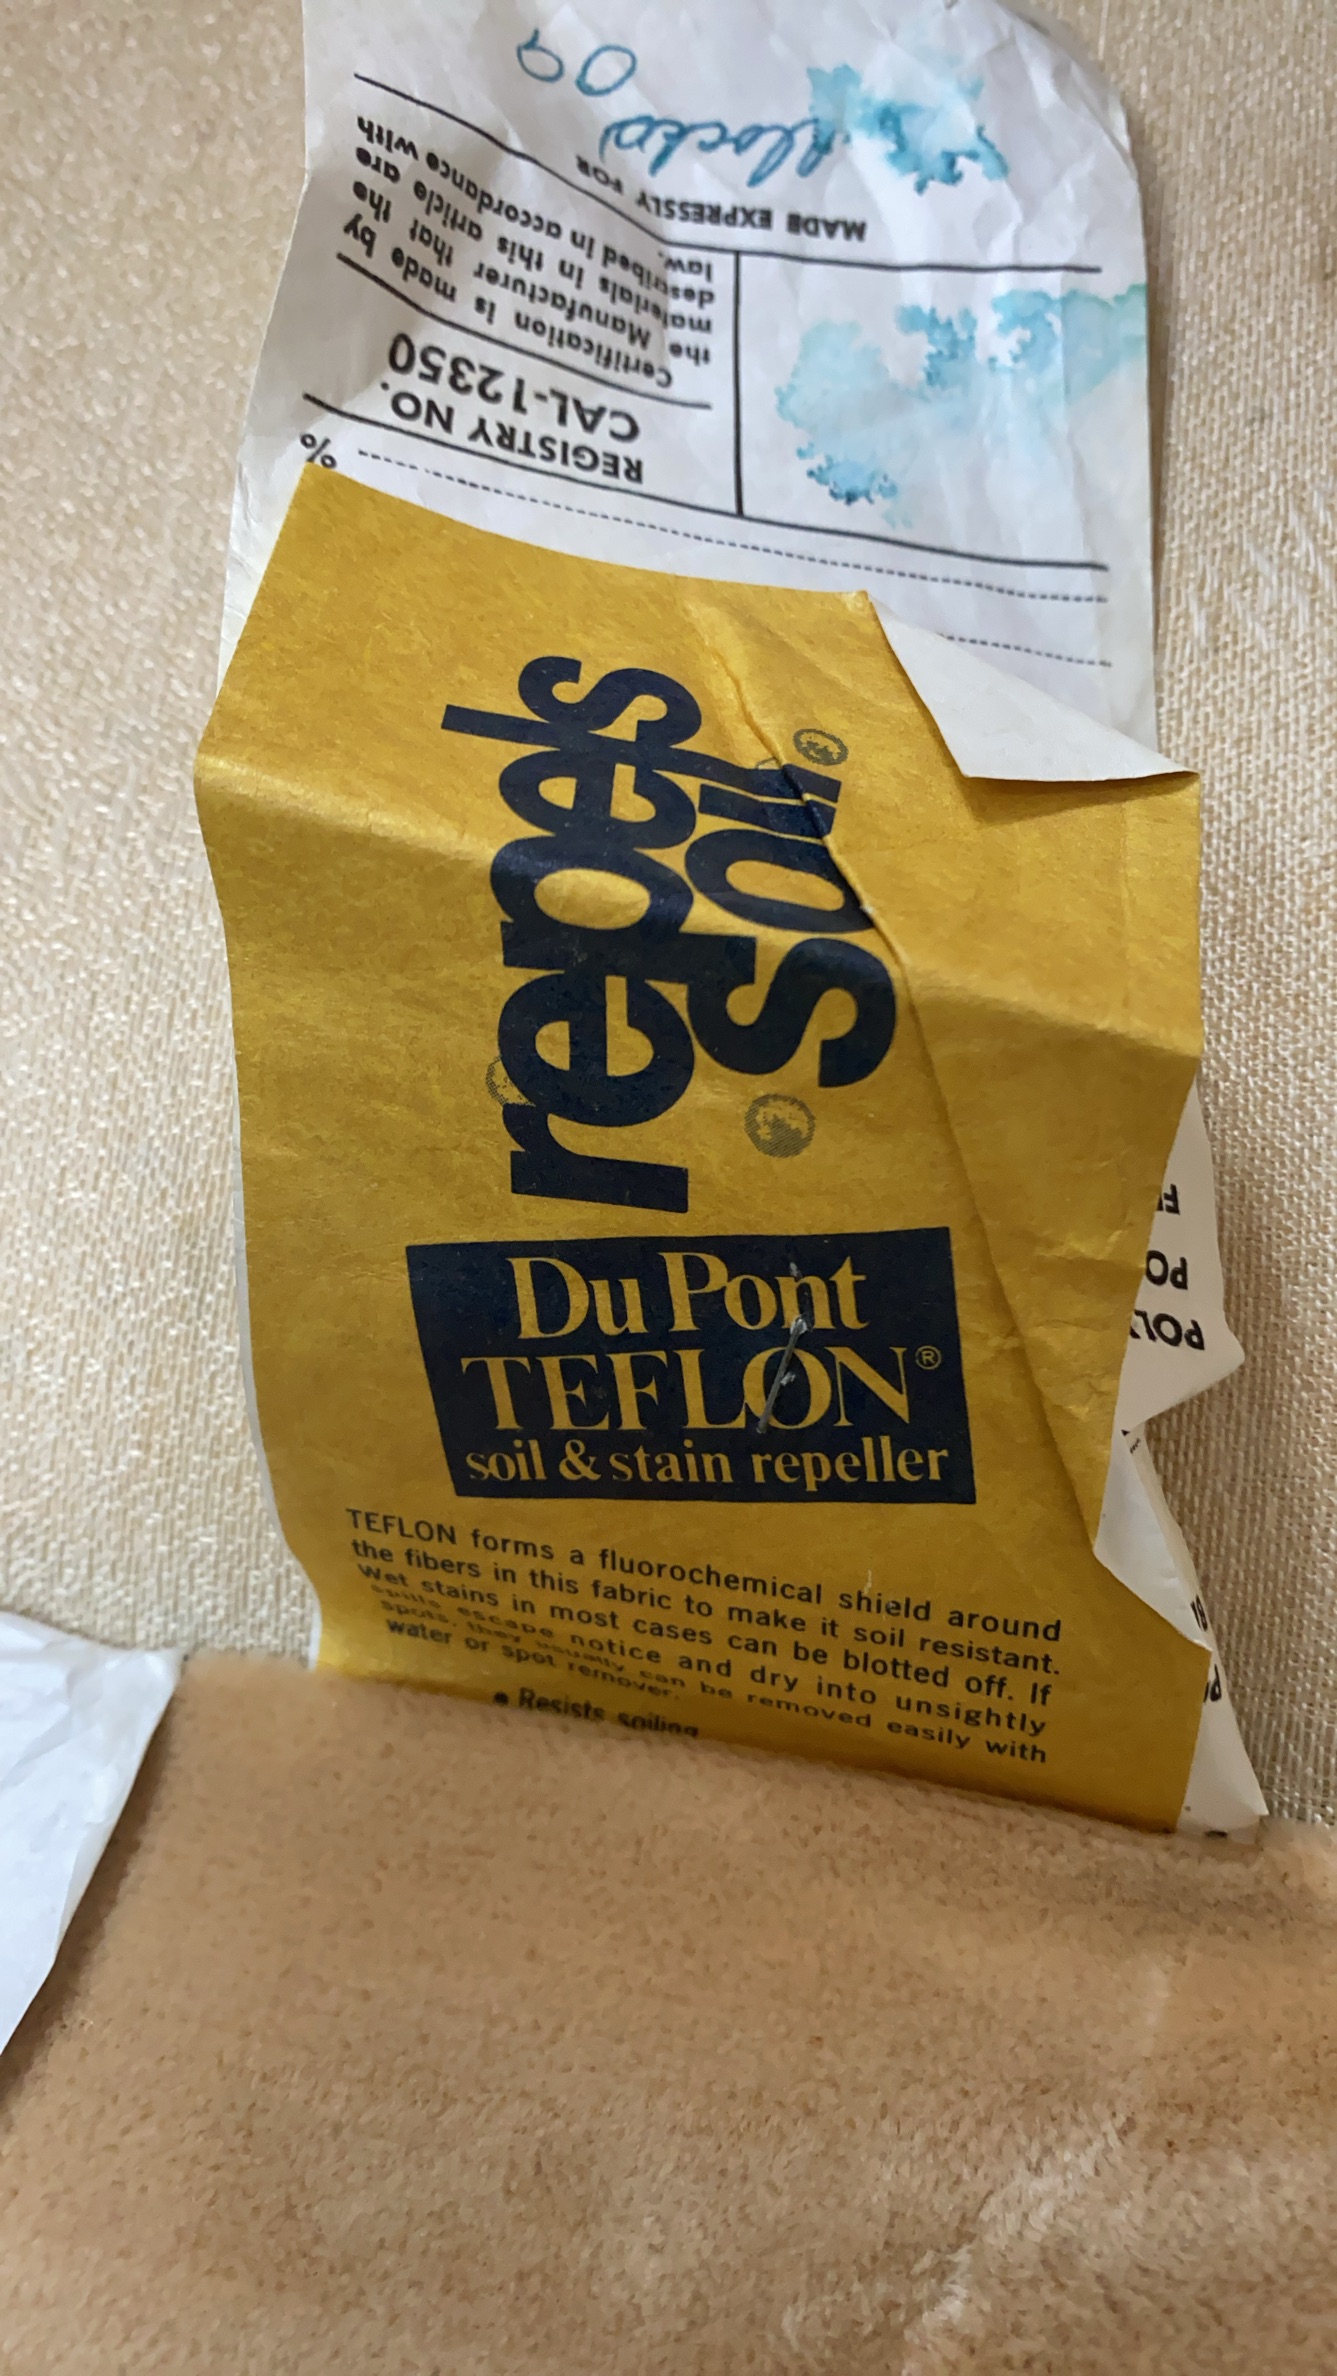 repels
soil
Du Pont
TEFLON®
soil & stain repeller
TEFLON forms a fluorochemical shield around
the fibers in this fabric to make it soil resistant.
Wet stains in most cases can be blotted off. If
spills escape notice and dry into unsightly
spots, they usually can be removed easily with
water or spot remover.
• Resists soiling
%
REGISTRY NO.
CAL-12350
Certification is made by
the Manufacturer that the
materials in this article are
described in accordance with
law.
MADE EXPRESSLY FOR